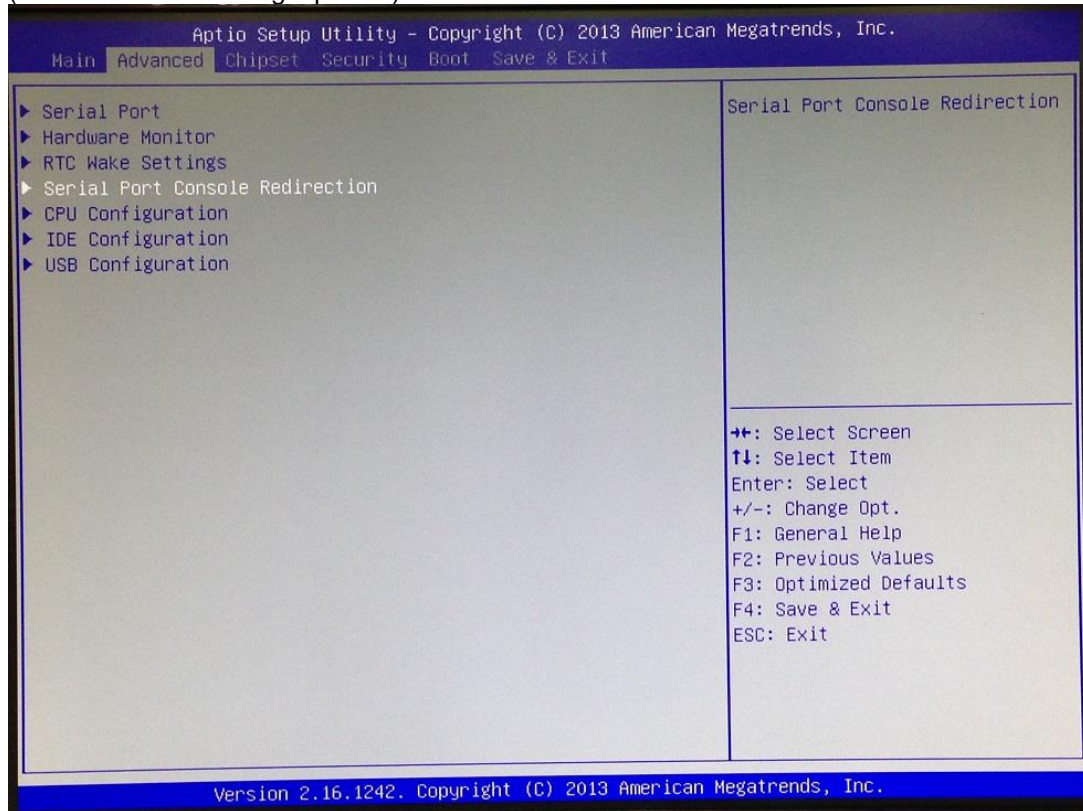 Aptio Setup Utility - Copyright (C) 2013 American Megatrends, Inc.
Main Advanced Chipset Security Boot Save & Exit
▶ Serial Port
▶ Hardware Monitor
▶ RTC Wake Settings
▶ Serial Port Console Redirection
▶ CPU Configuration
▶ IDE Configuration
▶ USB Configuration
Serial Port Console Redirection
→←: Select Screen
↑↓: Select Item
Enter: Select
+/-: Change Opt.
F1: General Help
F2: Previous Values
F3: Optimized Defaults
F4: Save & Exit
ESC: Exit
Version 2.16.1242. Copyright (C) 2013 American Megatrends, Inc.